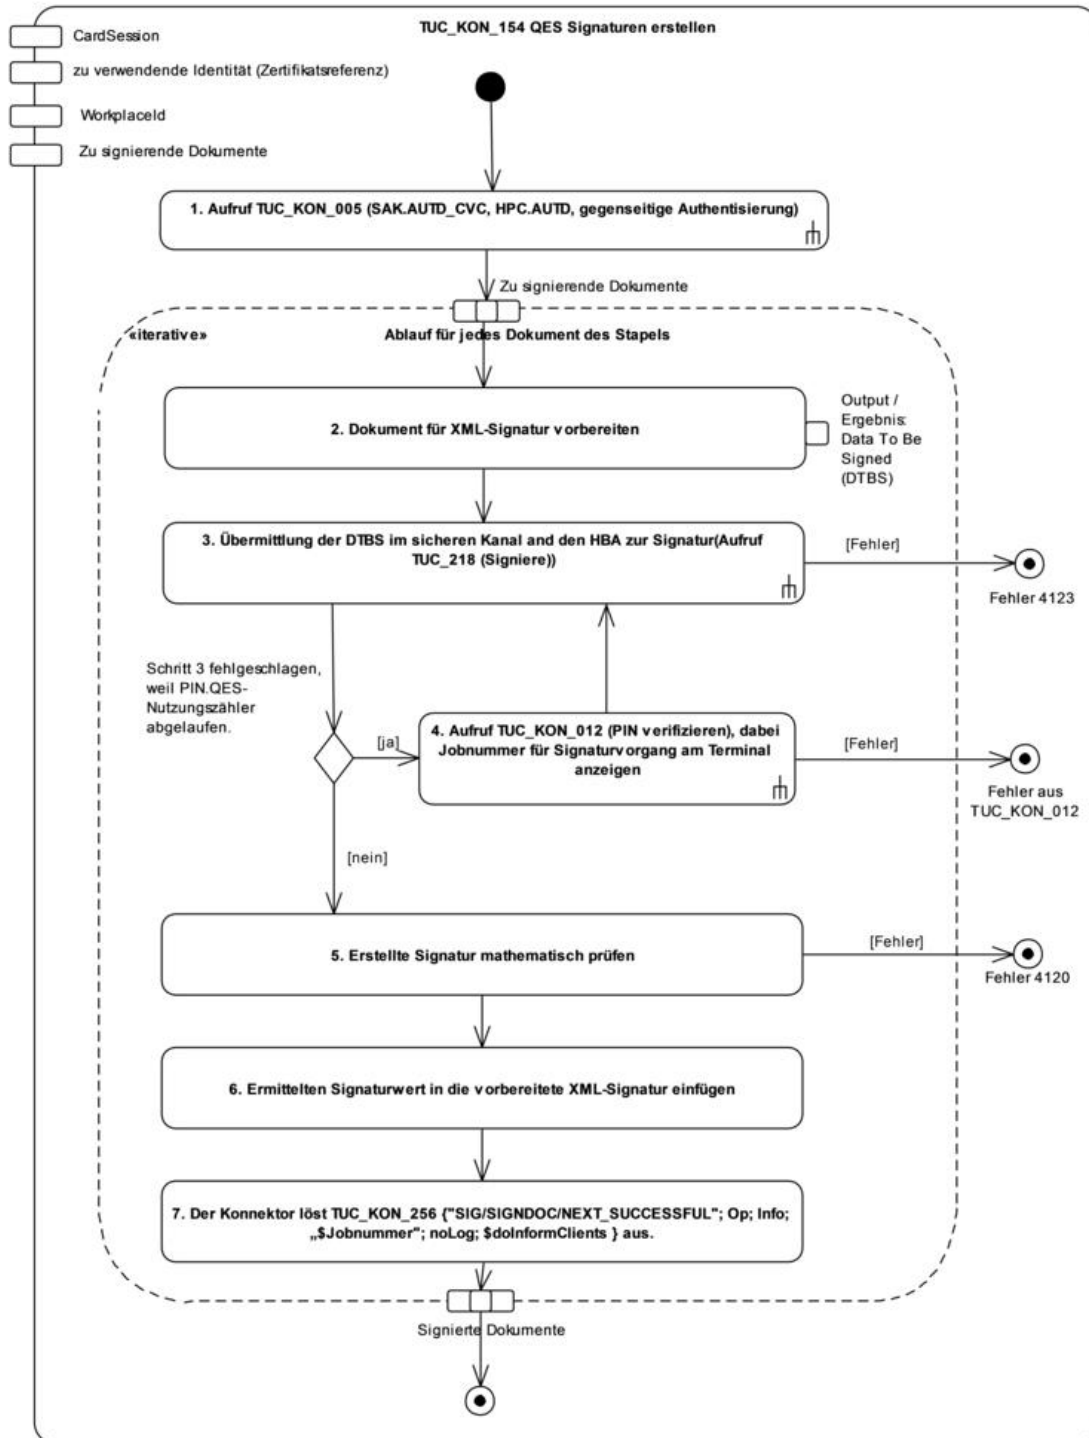 TUC_KON_154 QES Signaturen erstellen
CardSession
zu verwendende Identität (Zertifikatsreferenz)
WorkplaceId
Zu signierende Dokumente
1. Aufruf TUC_KON_005 (SAK.AUTD_CVC, HPC.AUTD, gegenseitige Authentisierung)
Zu signierende Dokumente
«iterative»
Ablauf für jedes Dokument des Stapels
2. Dokument für XML-Signatur vorbereiten
Output /
Ergebnis:
Data To Be
Signed
(DTBS)
3. Übermittlung der DTBS im sicheren Kanal and den HBA zur Signatur(Aufruf
TUC_218 (Signiere))
[Fehler]
Fehler 4123
Schritt 3 fehlgeschlagen,
weil PIN.QES-
Nutzungszähler
abgelaufen.
[ja]
4. Aufruf TUC_KON_012 (PIN verifizieren), dabei
Jobnummer für Signaturvorgang am Terminal
anzeigen
[Fehler]
Fehler aus
TUC_KON_012
[nein]
5. Erstellte Signatur mathematisch prüfen
[Fehler]
Fehler 4120
6. Ermittelten Signaturwert in die vorbereitete XML-Signatur einfügen
7. Der Konnektor löst TUC_KON_256 {"SIG/SIGNDOC/NEXT_SUCCESSFUL"; Op; Info;
„$Jobnummer"; noLog; $doInformClients } aus.
Signierte Dokumente